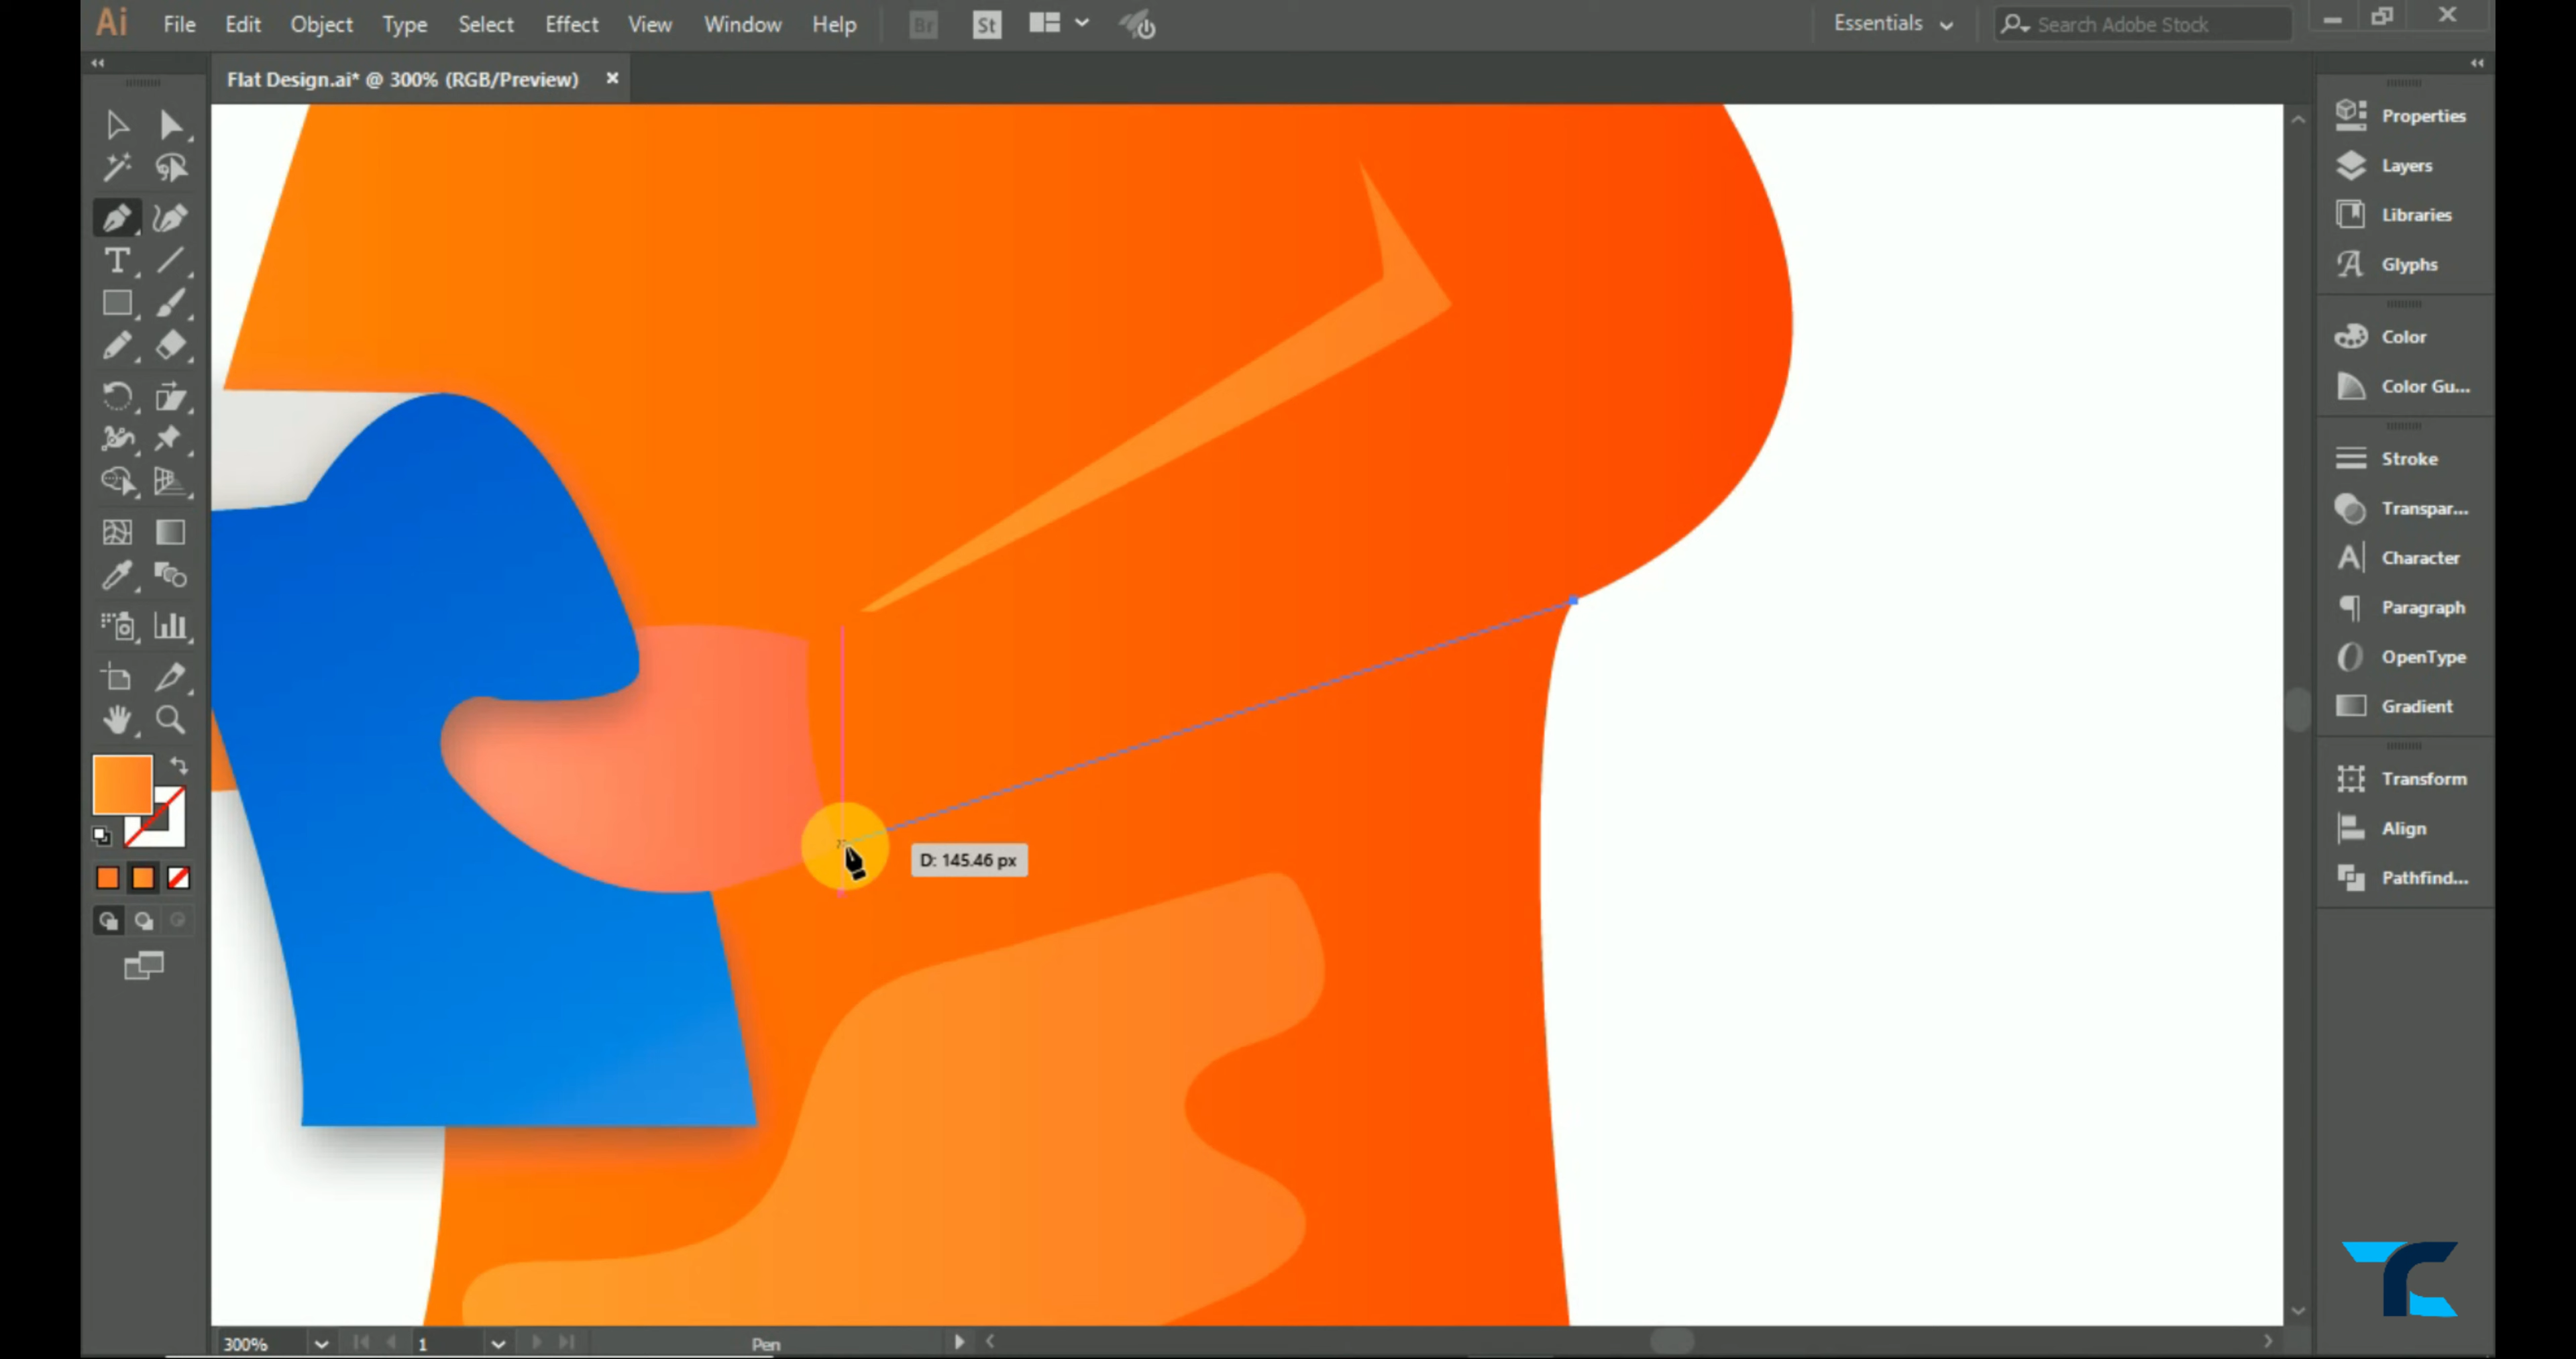 Ai File Edit Object Type Select Effect View Window Help Br St Essentials Search Adobe Stock
Flat Design.ai* @ 300% (RGB/Preview)
Properties
Layers
Libraries
Glyphs
Color
Color Gu...
Stroke
Transpar...
Character
Paragraph
OpenType
Gradient
Transform
Align
Pathfind...
D: 145.46 px
300% 1 Pen
TC